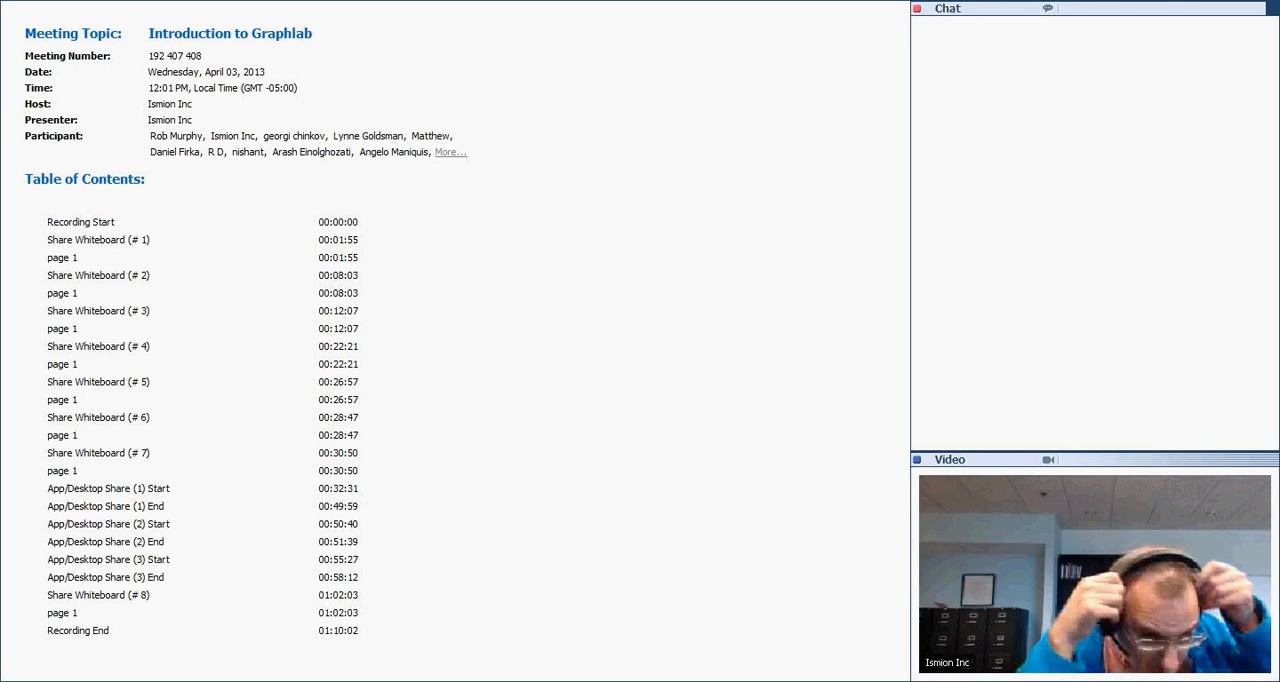 Meeting Topic: Introduction to Graphlab
Meeting Number: 192 407 408
Date: Wednesday, April 03, 2013
Time: 12:01 PM, Local Time (GMT -05:00)
Host: Ismion Inc
Presenter: Ismion Inc
Participant: Rob Murphy, Ismion Inc, georgi chinkov, Lynne Goldsman, Matthew,
Daniel Firka, R D, nishant, Arash Einolghozati, Angelo Maniquis, More...
Table of Contents:
Recording Start 00:00:00
Share Whiteboard (# 1) 00:01:55
page 1 00:01:55
Share Whiteboard (# 2) 00:08:03
page 1 00:08:03
Share Whiteboard (# 3) 00:12:07
page 1 00:12:07
Share Whiteboard (# 4) 00:22:21
page 1 00:22:21
Share Whiteboard (# 5) 00:26:57
page 1 00:26:57
Share Whiteboard (# 6) 00:28:47
page 1 00:28:47
Share Whiteboard (# 7) 00:30:50
page 1 00:30:50
App/Desktop Share (1) Start 00:32:31
App/Desktop Share (1) End 00:49:59
App/Desktop Share (2) Start 00:50:40
App/Desktop Share (2) End 00:51:39
App/Desktop Share (3) Start 00:55:27
App/Desktop Share (3) End 00:58:12
Share Whiteboard (# 8) 01:02:03
page 1 01:02:03
Recording End 01:10:02
Chat
Video
Ismion Inc